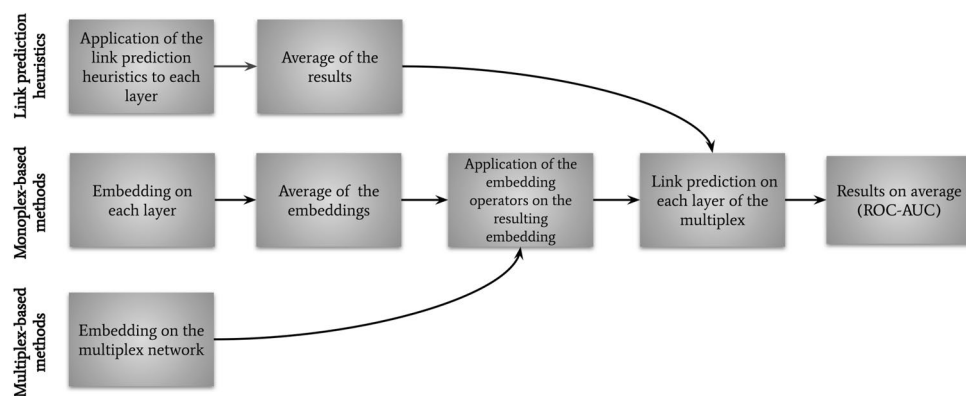 Link prediction
heuristics
Application of the
link prediction
heuristics to each
layer
Average of the
results
Monoplex-based
methods
Embedding on
each layer
Average of  the
embeddings
Application of the
embedding
operators on the
resulting
embedding
Link prediction on
each layer of the
multiplex
Results on average
(ROC-AUC)
Multiplex-based
methods
Embedding on the
multiplex network